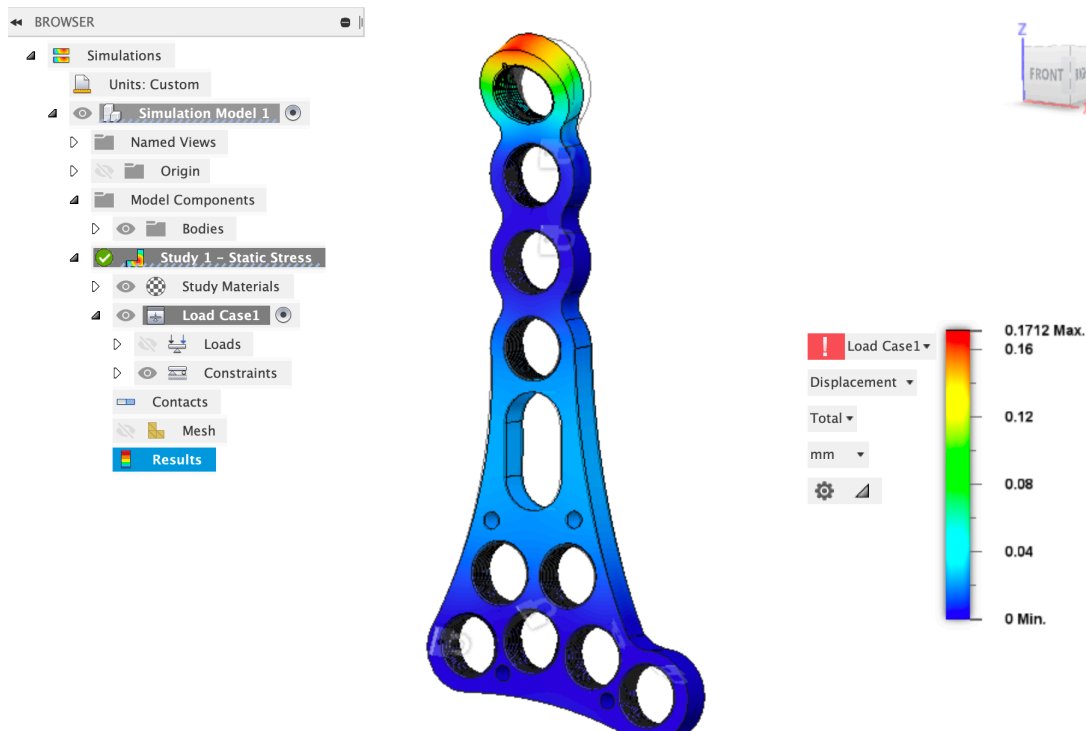 BROWSER
Simulations
Units: Custom
Simulation Model 1
Named Views
Origin
Model Components
Bodies
Study 1 - Static Stress
Study Materials
Load Case1
Loads
Constraints
Contacts
Mesh
Results
Z
FRONT
Load Case1
Displacement
Total
mm
0.1712 Max.
0.16
0.12
0.08
0.04
0 Min.